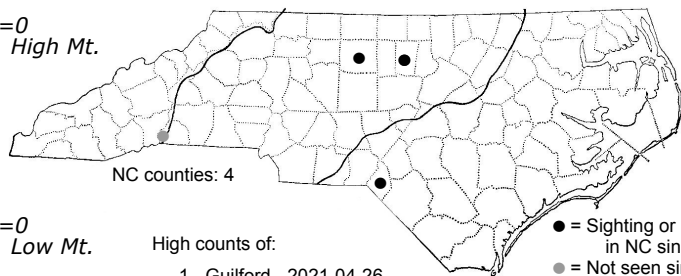 =0
High Mt.
NC counties: 4
=0
Low Mt.
High counts of:
1 - Guilford - 2021-04-26
● = Sighting or
in NC sin
● = Not seen si